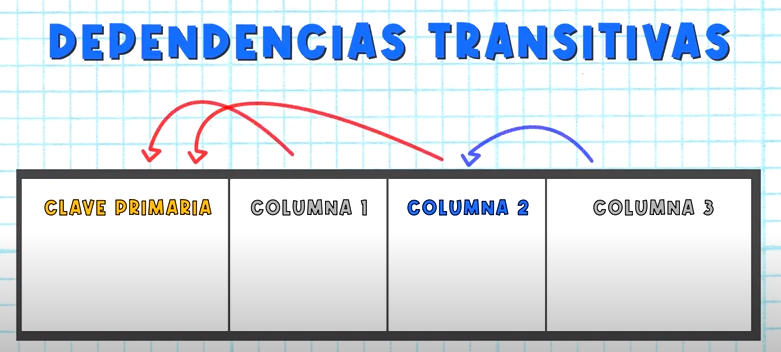 DEPENDENCIAS TRANSITIVAS
CLAVE PRIMARIA
COLUMNA 1
COLUMNA 2
COLUMNA 3